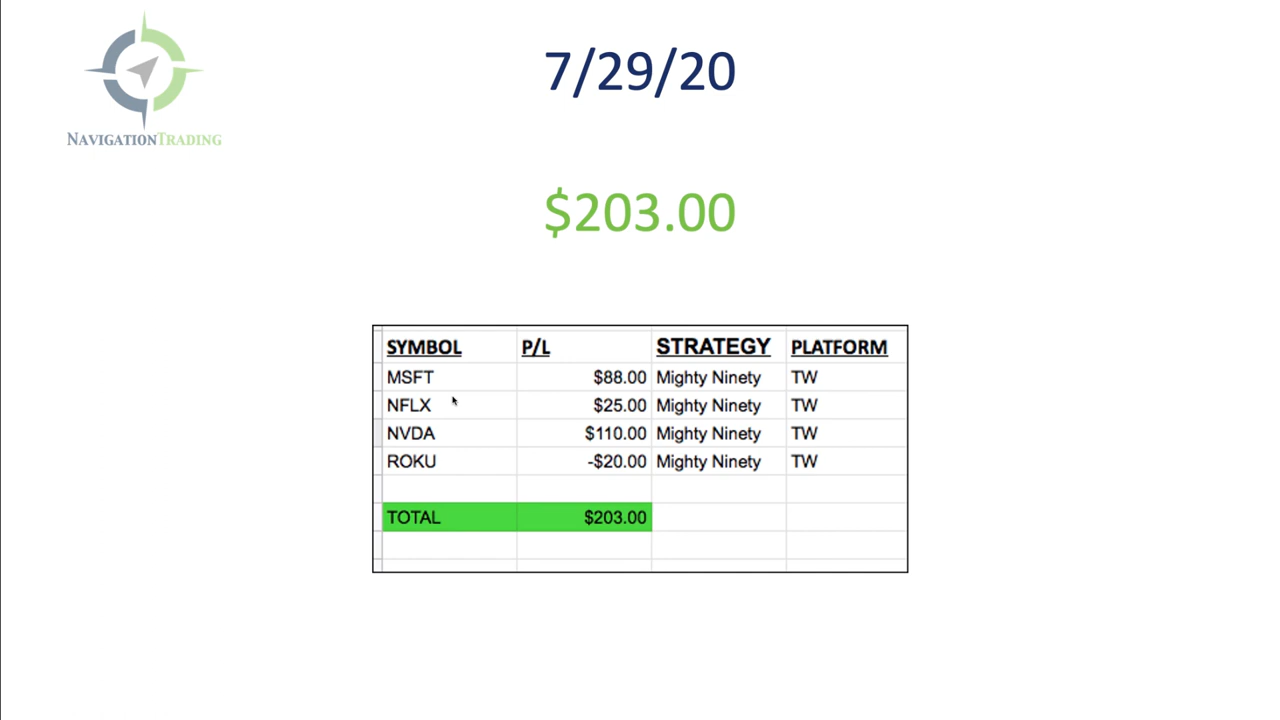 NAVIGATIONTRADING
7/29/20
$203.00
SYMBOL P/L STRATEGY PLATFORM
MSFT $88.00 Mighty Ninety TW
NFLX $25.00 Mighty Ninety TW
NVDA $110.00 Mighty Ninety TW
ROKU -$20.00 Mighty Ninety TW
TOTAL $203.00